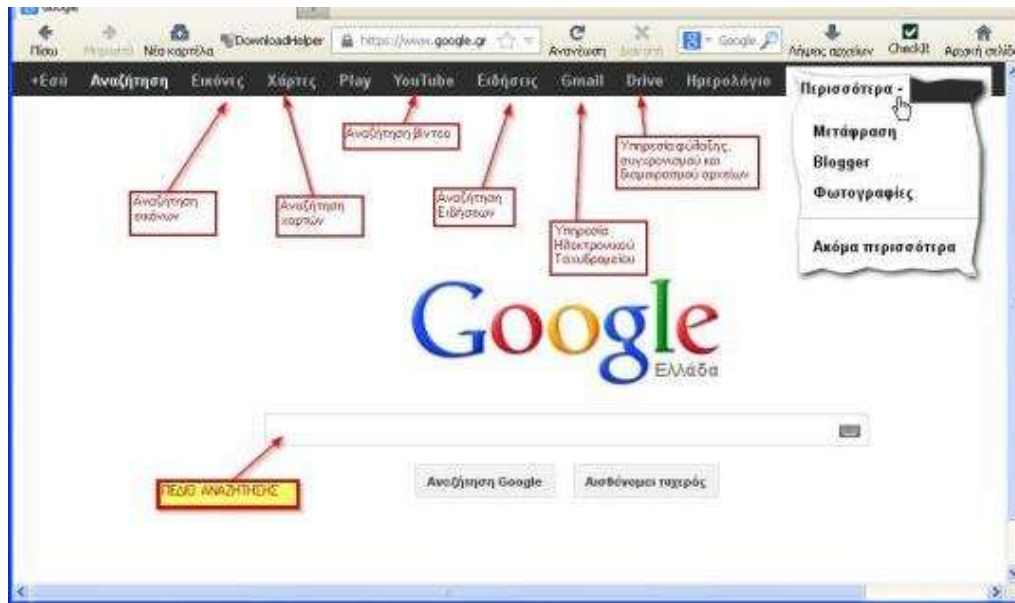 Google
Πίσω
Νέα καρτέλα
DownloadHelper
https://www.google.gr
Ανανέωση
Google
Λήψεις αρχείων
CheckIt
Αρχική σελίδα
+Εσύ Αναζήτηση Εικόνες Χάρτες Play YouTube Ειδήσεις Gmail Drive Ημερολόγιο
Περισσότερα
Μετάφραση
Blogger
Φωτογραφίες
Ακόμα περισσότερα
Αναζήτηση βίντεο
Υπηρεσία φύλαξης,
συγχρονισμού και
διαμοιρασμού αρχείων
Αναζήτηση
εικόνων
Αναζήτηση
χαρτών
Αναζήτηση
Ειδήσεων
Υπηρεσία
Ηλεκτρονικού
Ταχυδρομείου
Google
Ελλάδα
ΠΕΔΙΟ ΑΝΑΖΗΤΗΣΗΣ
Αναζήτηση Google
Αισθάνομαι τυχερός